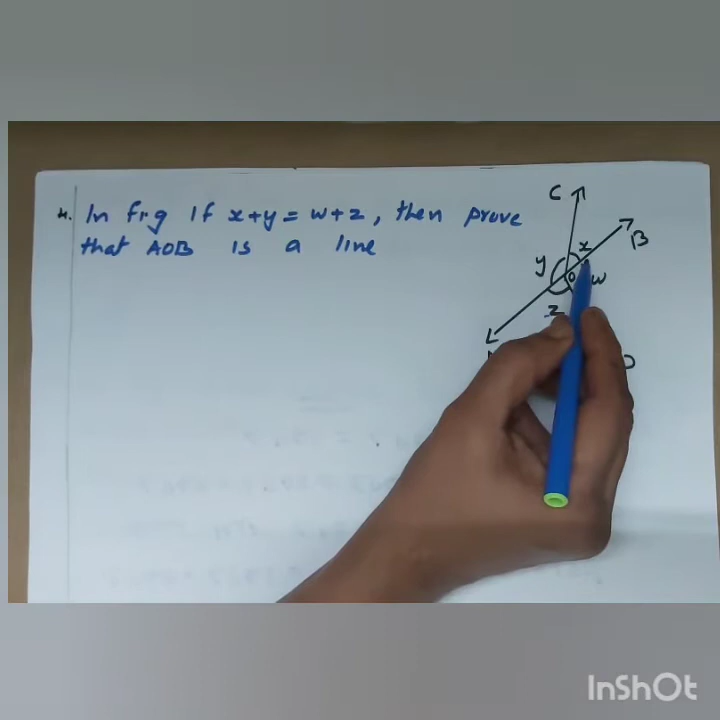 4. In Fig If x+y = w+z, then prove
that AOB is a line
C
B
x
y
O
w
z
D
InShOt